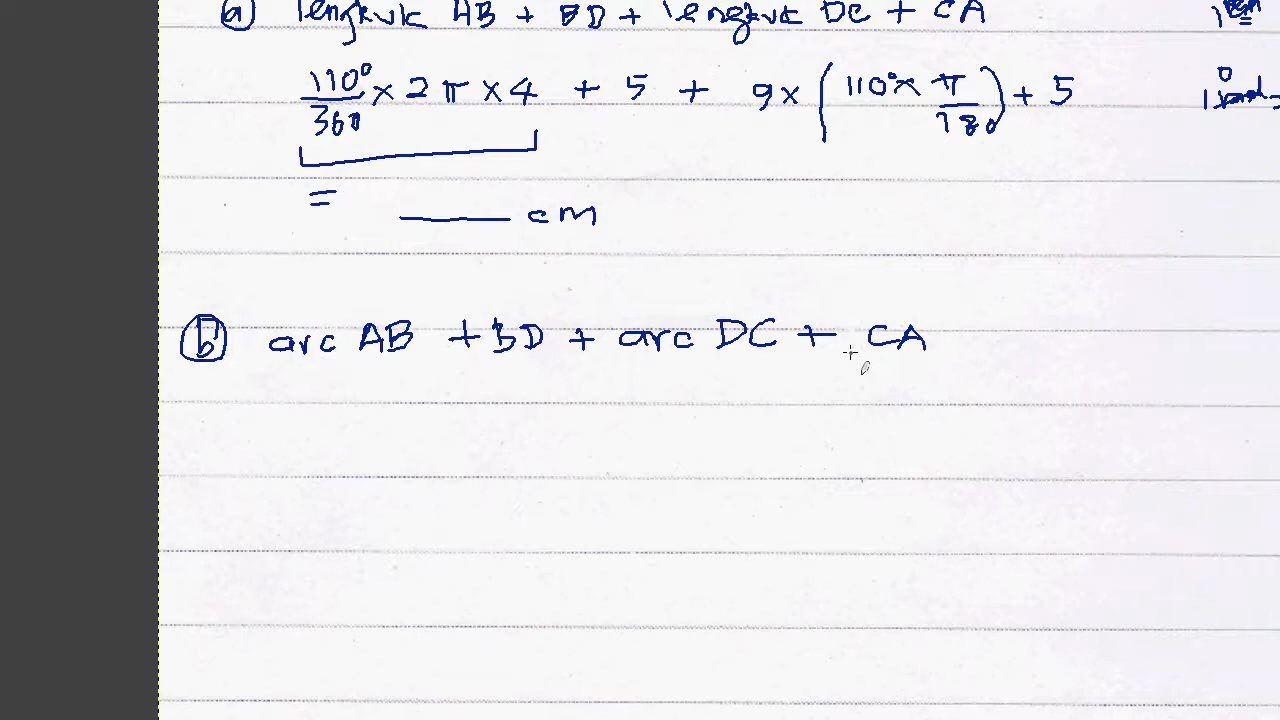 (a) lengkuk AB + BD + lengkuk DC + CA
110°/360 × 2π × 4 + 5 + 9 × (110° × π/180) + 5
= ____ cm
(b) arc AB + BD + arc DC + CA